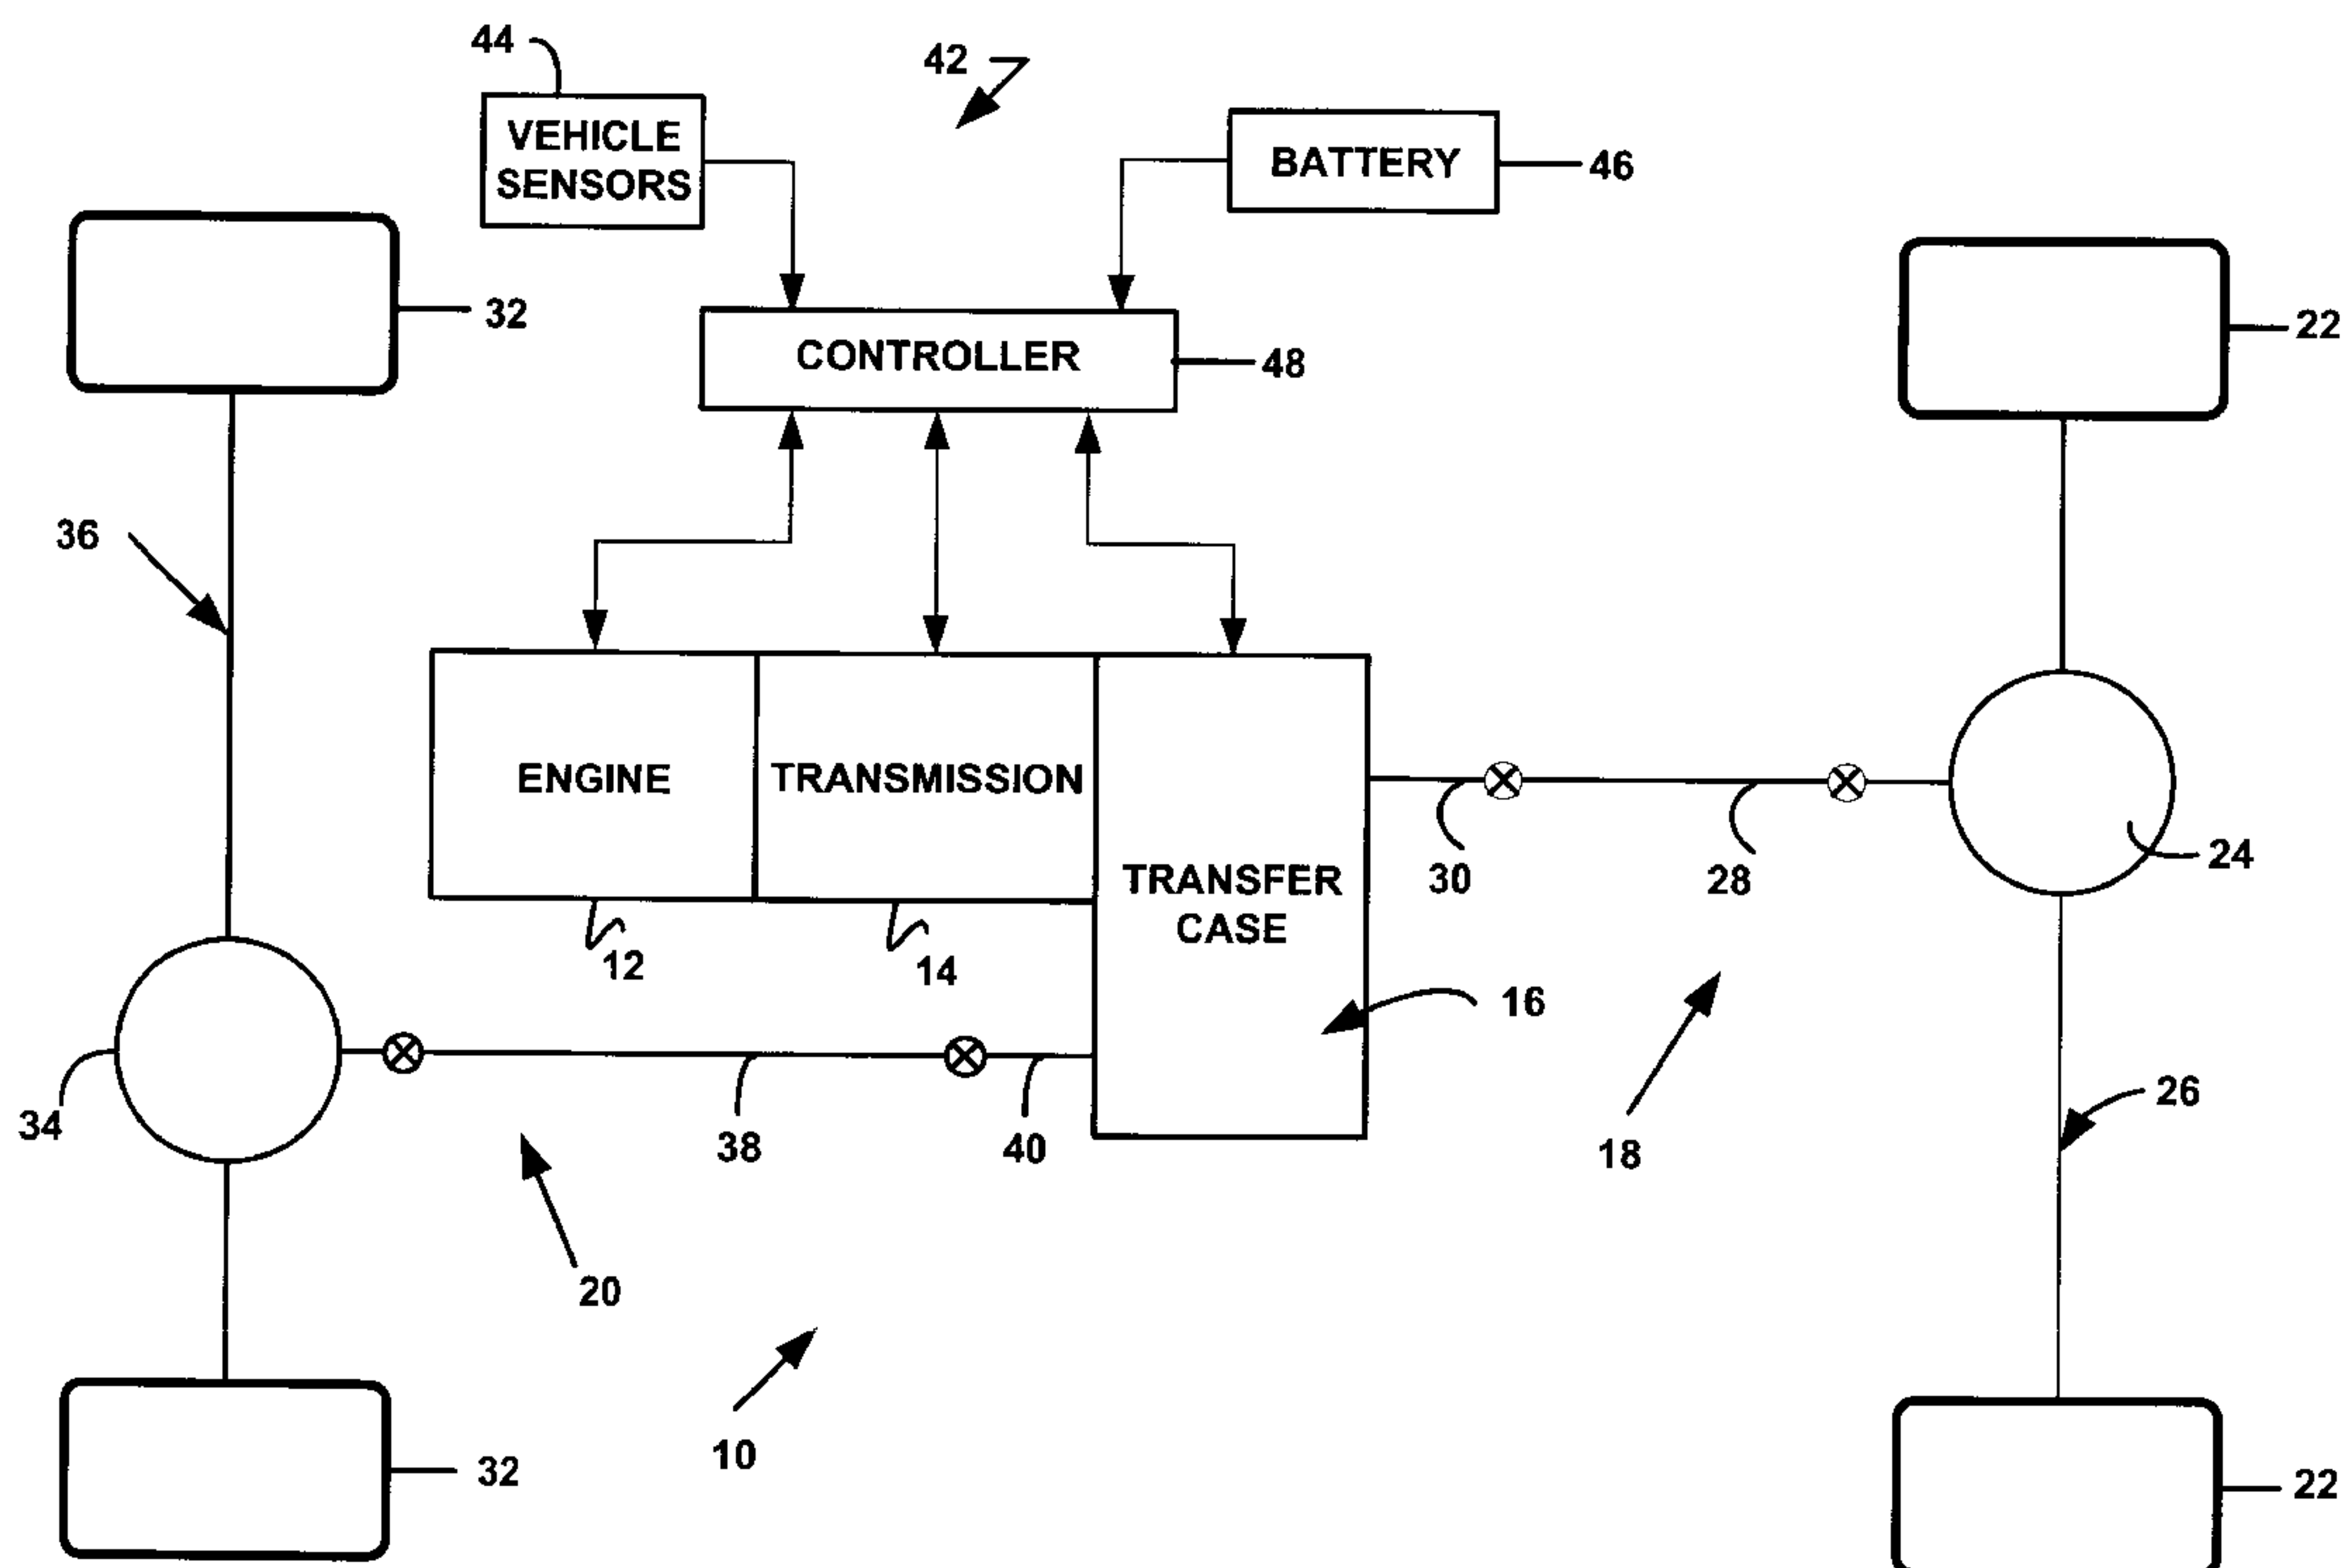 44
42
VEHICLE
SENSORS
BATTERY
46
32
22
CONTROLLER
48
36
ENGINE
TRANSMISSION
TRANSFER
CASE
30
28
24
12
14
16
34
38
40
18
26
20
10
32
22